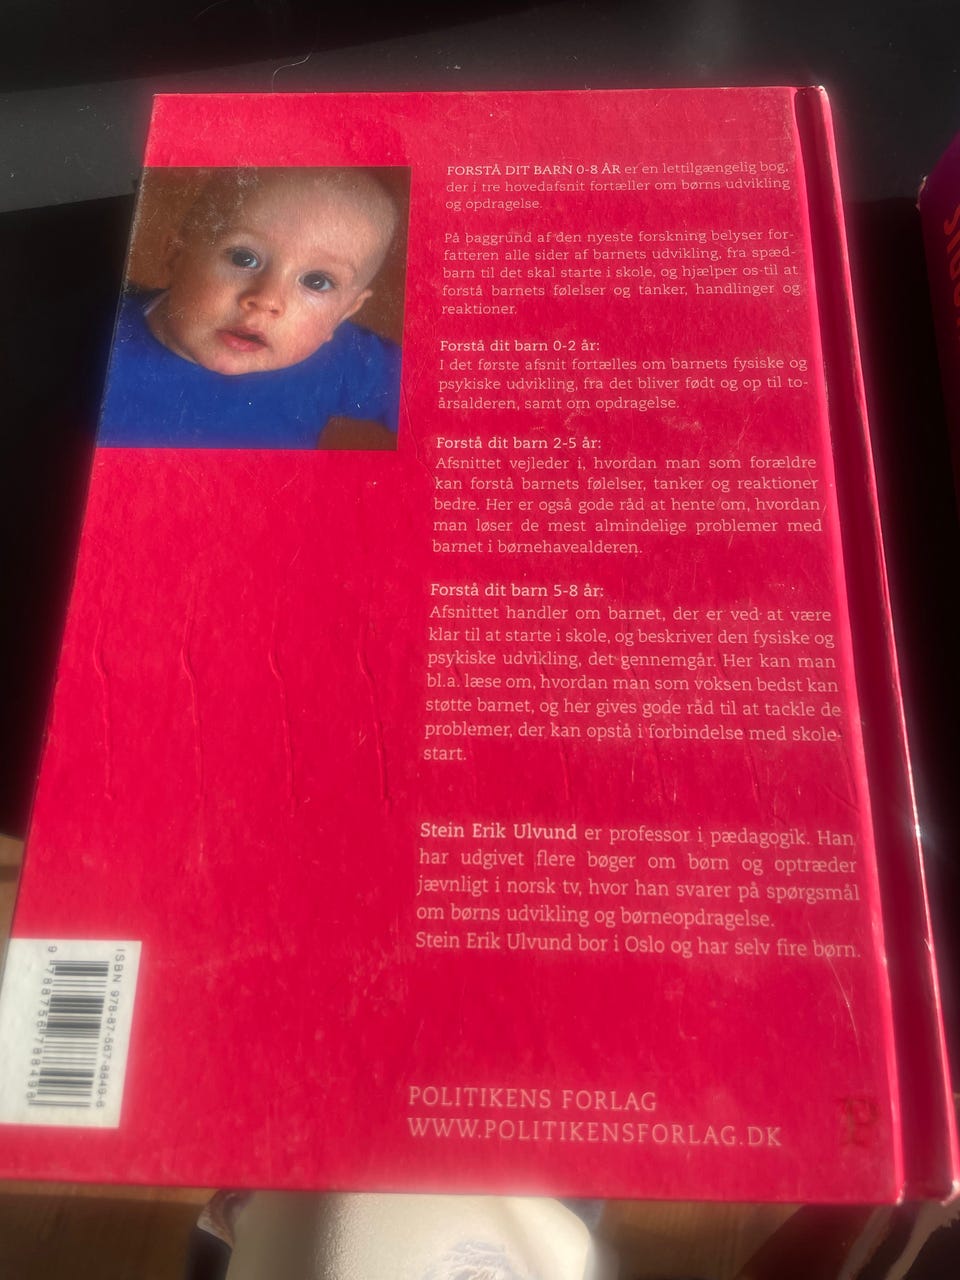 FORSTÅ DIT BARN 0-8 ÅR er en lettilgængelig bog,
der i tre hovedafsnit fortæller om børns udvikling
og opdragelse.
På baggrund af den nyeste forskning belyser for-
fatteren alle sider af barnets udvikling, fra spæd-
barn til det skal starte i skole, og hjælper os til at
forstå barnets følelser og tanker, handlinger og
reaktioner.
Forstå dit barn 0-2 år:
I det første afsnit fortælles om barnets fysiske og
psykiske udvikling, fra det bliver født og op til to-
årsalderen, samt om opdragelse.
Forstå dit barn 2-5 år:
Afsnittet vejleder i, hvordan man som forældre
kan forstå barnets følelser, tanker og reaktioner
bedre. Her er også gode råd at hente om, hvordan
man løser de mest almindelige problemer med
barnet i børnehavealderen.
Forstå dit barn 5-8 år:
Afsnittet handler om barnet, der er ved at være
klar til at starte i skole, og beskriver den fysiske og
psykiske udvikling, det gennemgår. Her kan man
bl.a. læse om, hvordan man som voksen bedst kan
støtte barnet, og her gives gode råd til at tackle de
problemer, der kan opstå i forbindelse med skole-
start.
Stein Erik Ulvund er professor i pædagogik. Han
har udgivet flere bøger om børn og optræder
jævnligt i norsk tv, hvor han svarer på spørgsmål
om børns udvikling og børneopdragelse.
Stein Erik Ulvund bor i Oslo og har selv fire børn.
ISBN 978-87-567-8849-6
9 788756 788496
POLITIKENS FORLAG
WWW.POLITIKENSFORLAG.DK